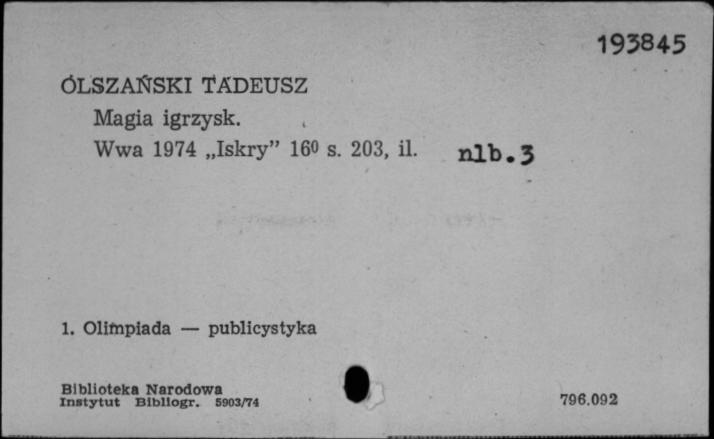 193845
OLSZAŃSKI TADEUSZ
Magia igrzysk.
Wwa 1974 „Iskry” 16⁰ s. 203, il. nlb.3
1. Olimpiada — publicystyka
Biblioteka Narodowa
Instytut Bibliogr. 5903/74
796.092